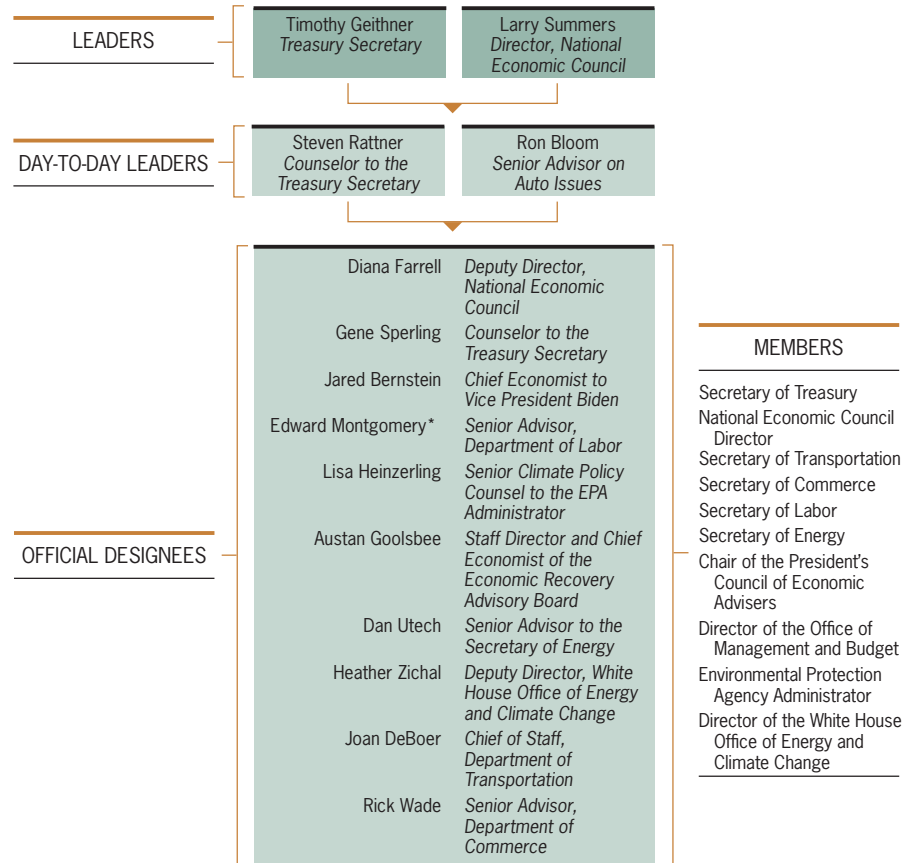 LEADERS
Timothy Geithner
Treasury Secretary
Larry Summers
Director, National
Economic Council
DAY-TO-DAY LEADERS
Steven Rattner
Counselor to the
Treasury Secretary
Ron Bloom
Senior Advisor on
Auto Issues
OFFICIAL DESIGNEES
Diana Farrell Deputy Director,
National Economic
Council
Gene Sperling Counselor to the
Treasury Secretary
Jared Bernstein Chief Economist to
Vice President Biden
Edward Montgomery* Senior Advisor,
Department of Labor
Lisa Heinzerling Senior Climate Policy
Counsel to the EPA
Administrator
Austan Goolsbee Staff Director and Chief
Economist of the
Economic Recovery
Advisory Board
Dan Utech Senior Advisor to the
Secretary of Energy
Heather Zichal Deputy Director, White
House Office of Energy
and Climate Change
Joan DeBoer Chief of Staff,
Department of
Transportation
Rick Wade Senior Advisor,
Department of
Commerce
MEMBERS
Secretary of Treasury
National Economic Council
Director
Secretary of Transportation
Secretary of Commerce
Secretary of Labor
Secretary of Energy
Chair of the President's
Council of Economic
Advisers
Director of the Office of
Management and Budget
Environmental Protection
Agency Administrator
Director of the White House
Office of Energy and
Climate Change